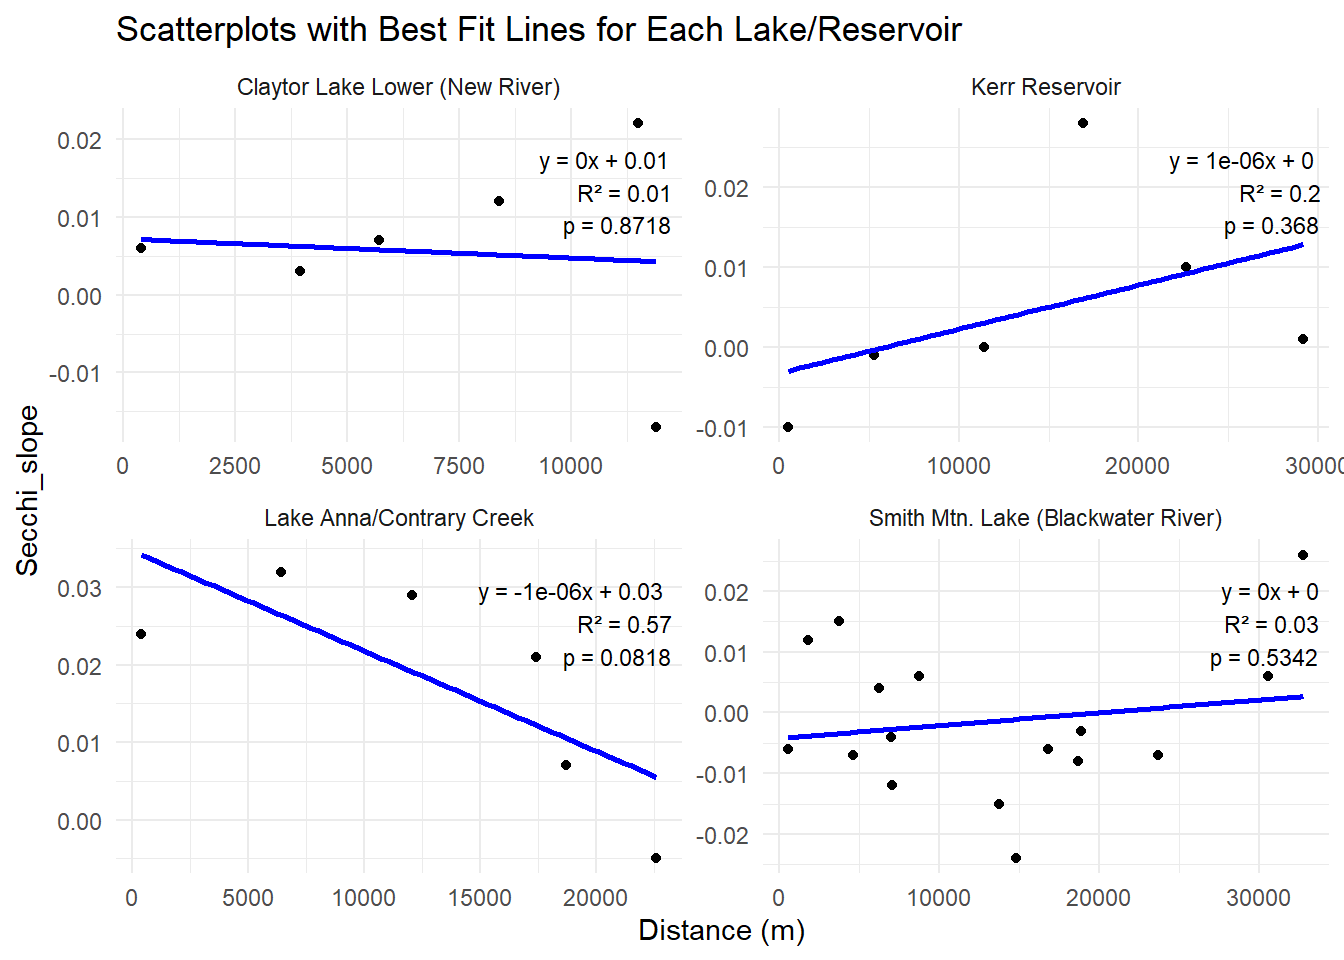 Scatterplots with Best Fit Lines for Each Lake/Reservoir
Claytor Lake Lower (New River)
0.02
0.01
0.00
-0.01
y = 0x + 0.01
R² = 0.01
p = 0.8718
0 2500 5000 7500 10000
Kerr Reservoir
0.02
0.01
0.00
-0.01
y = 1e-06x + 0
R² = 0.2
p = 0.368
0 10000 20000 30000
Secchi_slope
Lake Anna/Contrary Creek
0.03
0.02
0.01
0.00
y = -1e-06x + 0.03
R² = 0.57
p = 0.0818
0 5000 10000 15000 20000
Smith Mtn. Lake (Blackwater River)
0.02
0.01
0.00
-0.01
-0.02
y = 0x + 0
R² = 0.03
p = 0.5342
0 10000 20000 30000
Distance (m)